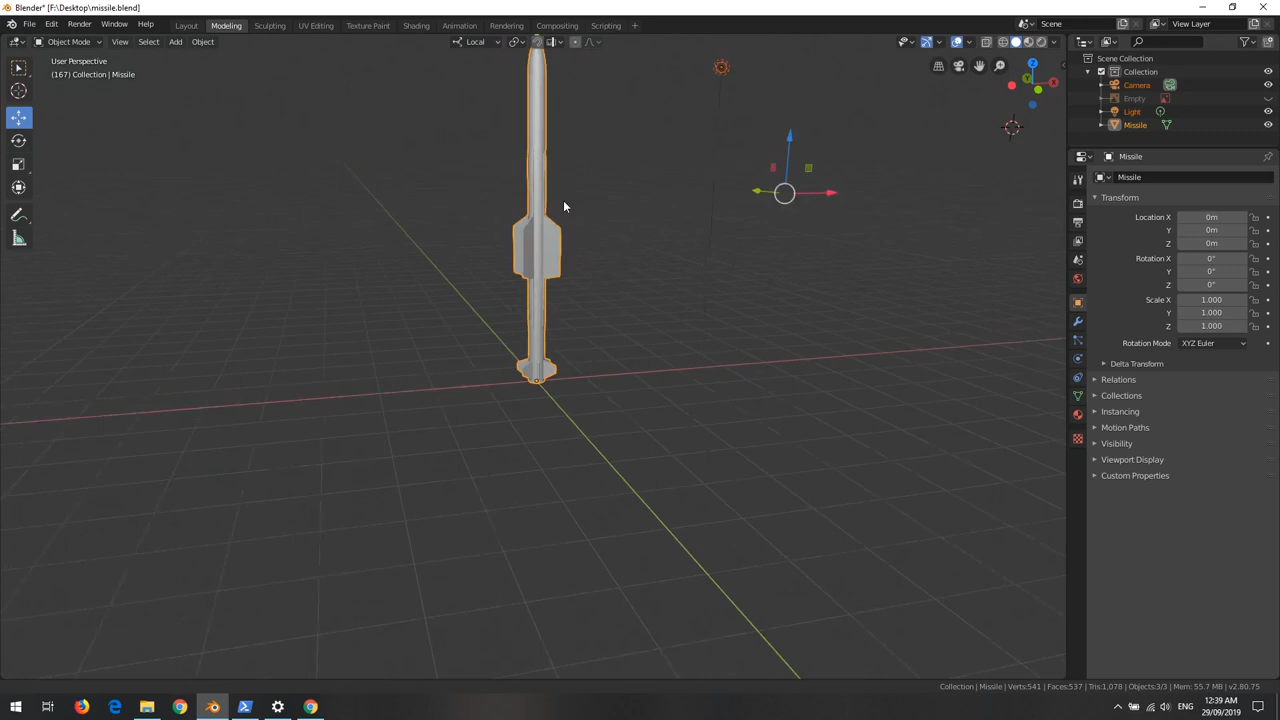 Blender* [F:\Desktop\missile.blend]
File Edit Render Window Help Layout Modeling Sculpting UV Editing Texture Paint Shading Animation Rendering Compositing Scripting + Scene View Layer
Object Mode View Select Add Object Local
User Perspective
(167) Collection | Missile
Z
X
Y
Scene Collection
Collection
Camera
Empty
Light
Missile
Missile
Missile
Transform
Location X 0m
Y 0m
Z 0m
Rotation X 0°
Y 0°
Z 0°
Scale X 1.000
Y 1.000
Z 1.000
Rotation Mode XYZ Euler
Delta Transform
Relations
Collections
Instancing
Motion Paths
Visibility
Viewport Display
Custom Properties
Collection | Missile | Verts:541 | Faces:537 | Tris:1,078 | Objects:3/3 | Mem: 55.7 MB | v2.80.75
ENG
12:39 AM
29/09/2019